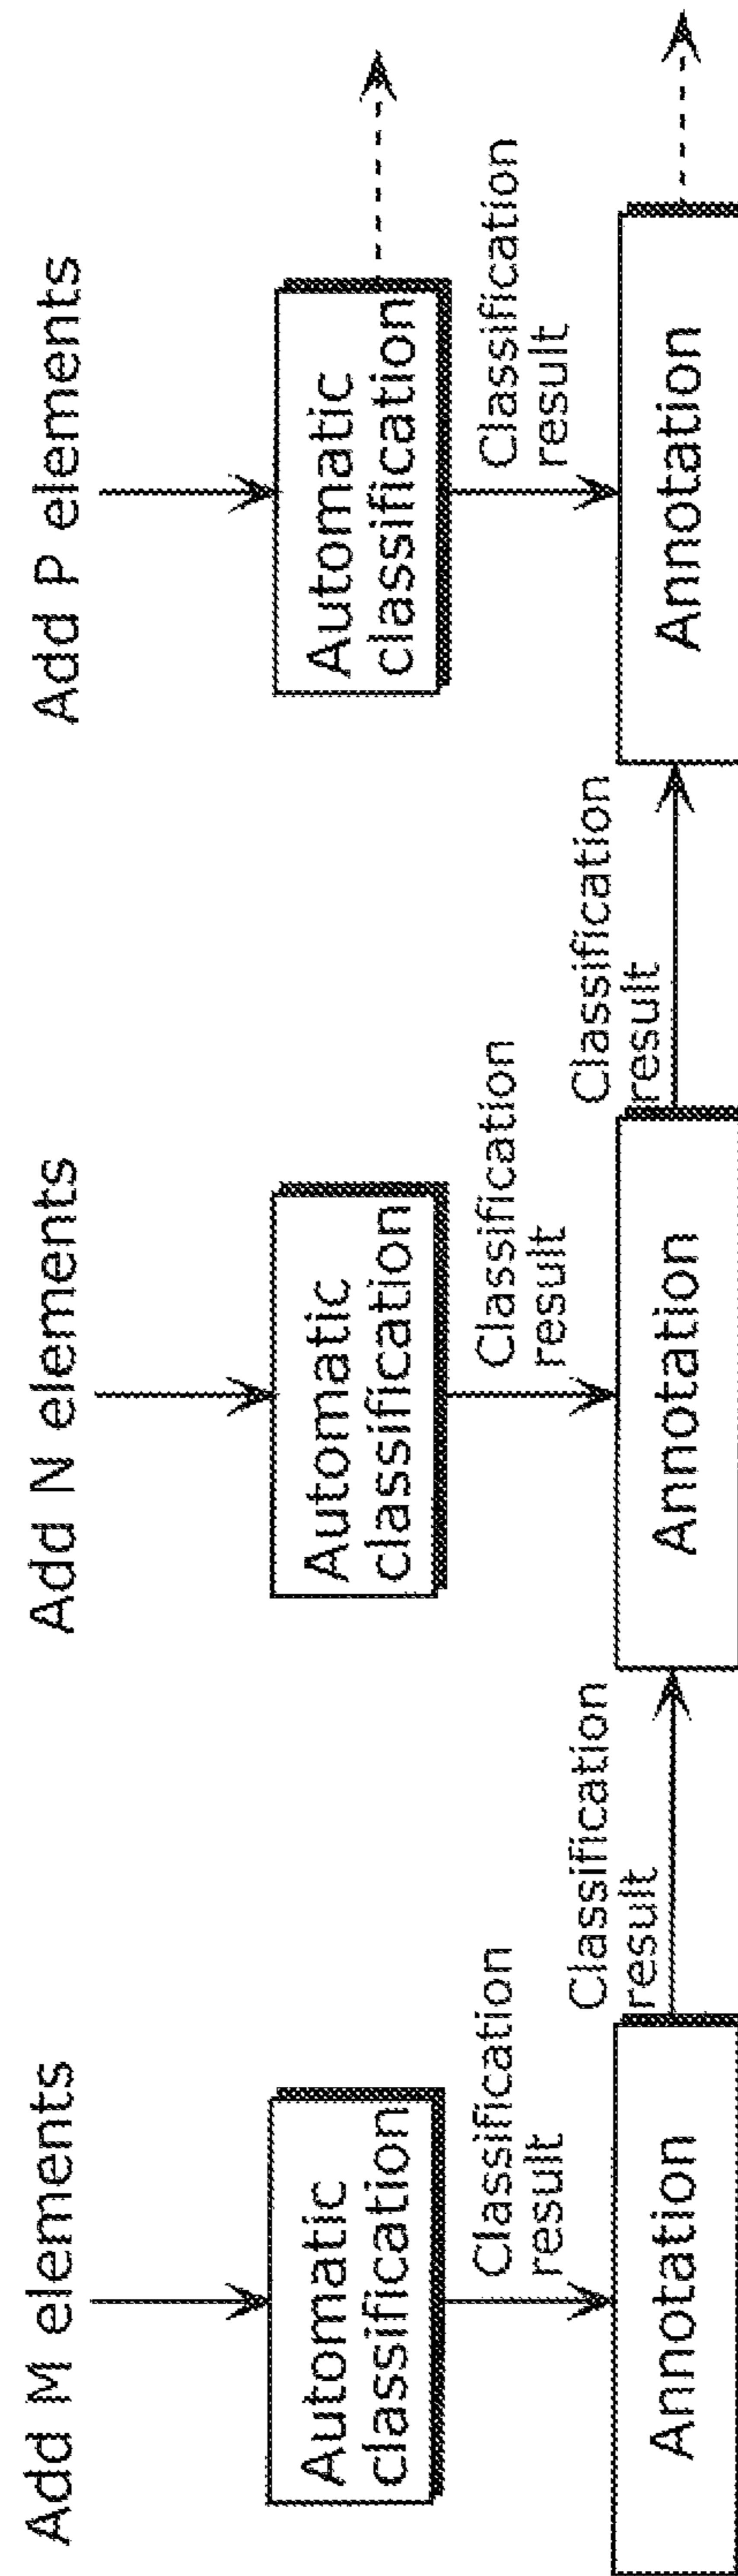 Add M elements
Automatic
classification
Classification
result
Annotation
Classification
result
Add N elements
Automatic
classification
Classification
result
Annotation
Classification
result
Add P elements
Automatic
classification
Classification
result
Annotation